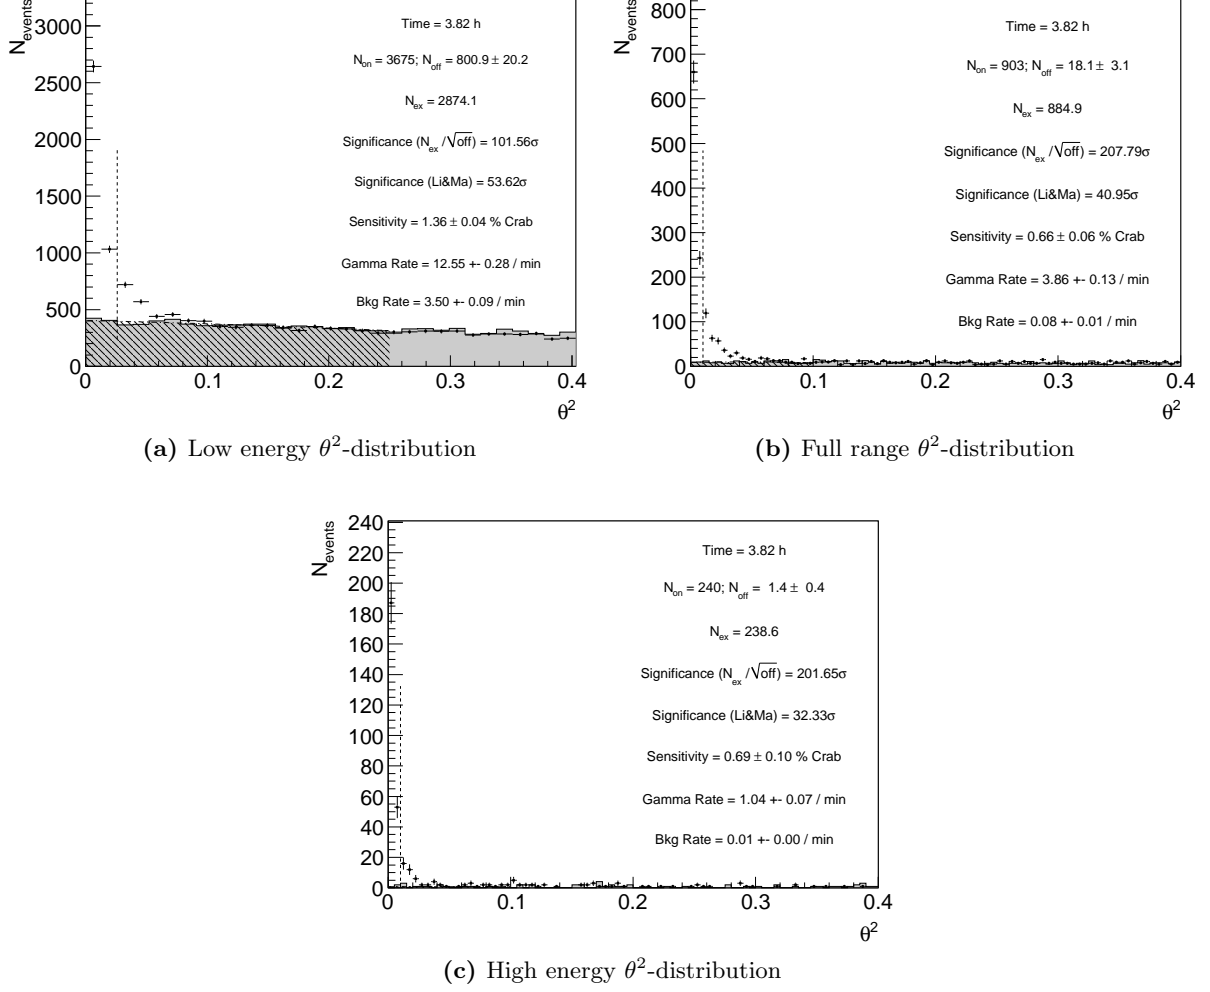 N_events
3000
2500
2000
1500
1000
500
0
0 0.1 0.2 0.3 0.4
θ²
Time = 3.82 h
N_on = 3675; N_off = 800.9 ± 20.2
N_ex = 2874.1
Significance (N_ex /√off) = 101.56σ
Significance (Li&Ma) = 53.62σ
Sensitivity = 1.36 ± 0.04 % Crab
Gamma Rate = 12.55 +- 0.28 / min
Bkg Rate = 3.50 +- 0.09 / min
(a) Low energy θ²-distribution
N_events
800
700
600
500
400
300
200
100
0
0 0.1 0.2 0.3 0.4
θ²
Time = 3.82 h
N_on = 903; N_off = 18.1 ± 3.1
N_ex = 884.9
Significance (N_ex /√off) = 207.79σ
Significance (Li&Ma) = 40.95σ
Sensitivity = 0.66 ± 0.06 % Crab
Gamma Rate = 3.86 +- 0.13 / min
Bkg Rate = 0.08 +- 0.01 / min
(b) Full range θ²-distribution
N_events
240
220
200
180
160
140
120
100
80
60
40
20
0
0 0.1 0.2 0.3 0.4
θ²
Time = 3.82 h
N_on = 240; N_off = 1.4 ± 0.4
N_ex = 238.6
Significance (N_ex /√off) = 201.65σ
Significance (Li&Ma) = 32.33σ
Sensitivity = 0.69 ± 0.10 % Crab
Gamma Rate = 1.04 +- 0.07 / min
Bkg Rate = 0.01 +- 0.00 / min
(c) High energy θ²-distribution